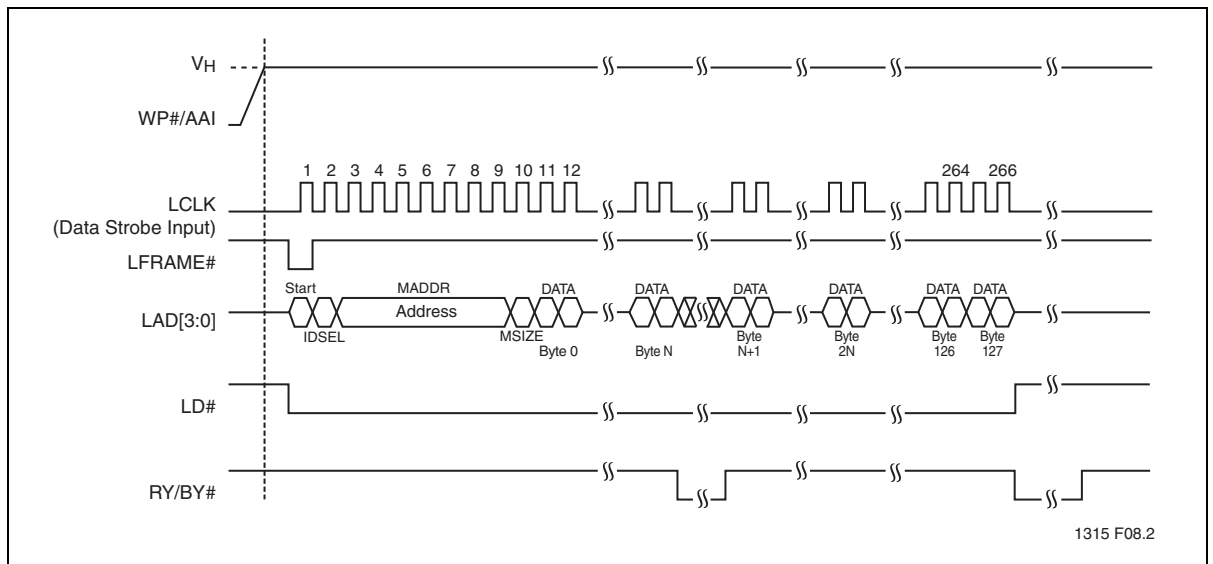 VH
WP#/AAI
1 2 3 4 5 6 7 8 9 10 11 12 264 266
LCLK
(Data Strobe Input)
LFRAME#
Start MADDR DATA DATA DATA DATA DATA DATA
LAD[3:0] Address
IDSEL MSIZE Byte 0 Byte N Byte N+1 Byte 2N Byte 126 Byte 127
LD#
RY/BY#
1315 F08.2